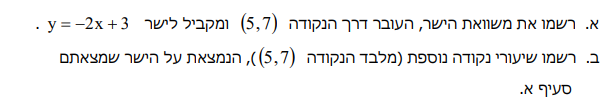 א. רשמו את משוואת הישר, העובר דרך הנקודה (5,7) ומקביל לישר y = −2x + 3 .
ב. רשמו שיעורי נקודה נוספת (מלבד הנקודה (5,7)), הנמצאת על הישר שמצאתם
סעיף א.